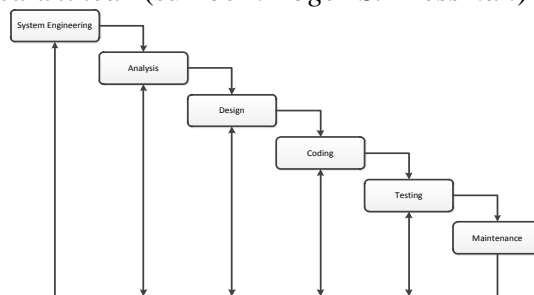 System Engineering
Analysis
Design
Coding
Testing
Maintenance